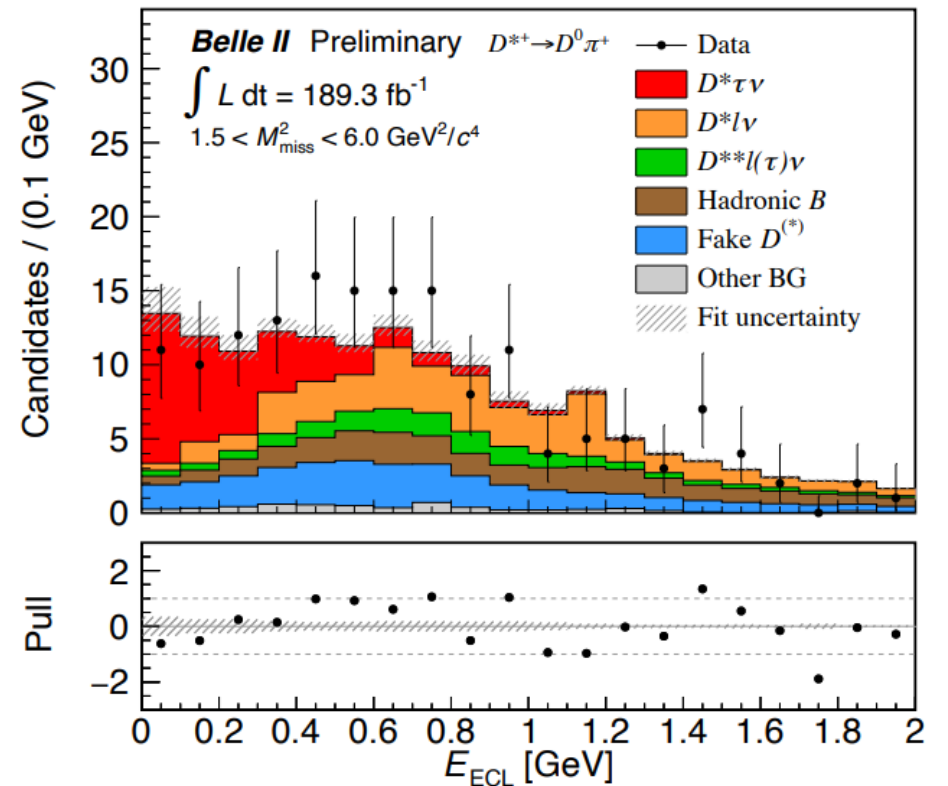 Belle II Preliminary D*⁺→D⁰π⁺
∫ L dt = 189.3 fb⁻¹
1.5 < M²miss < 6.0 GeV²/c⁴
Data
D*τν
D*lν
D**l(τ)ν
Hadronic B
Fake D⁽*⁾
Other BG
Fit uncertainty
Candidates / (0.1 GeV)
30
25
20
15
10
5
0
Pull
2
0
−2
0 0.2 0.4 0.6 0.8 1 1.2 1.4 1.6 1.8 2
E_ECL [GeV]